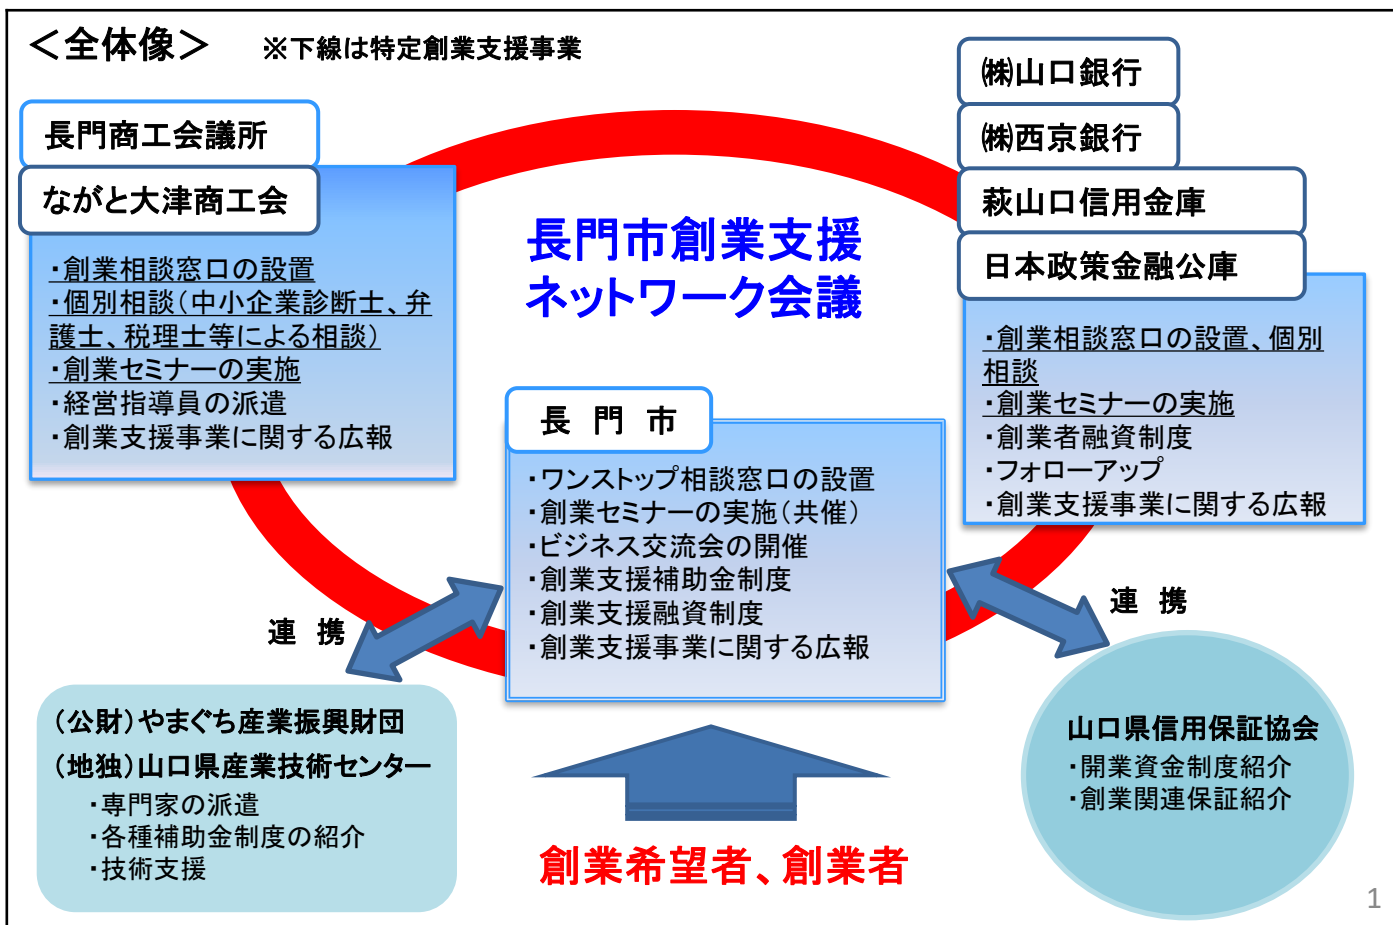 ＜全体像＞
※下線は特定創業支援事業
長門商工会議所
ながと大津商工会
・創業相談窓口の設置
・個別相談（中小企業診断士、弁
護士、税理士等による相談）
・創業セミナーの実施
・経営指導員の派遣
・創業支援事業に関する広報
長門市創業支援
ネットワーク会議
㈱山口銀行
㈱西京銀行
萩山口信用金庫
日本政策金融公庫
・創業相談窓口の設置、個別
相談
・創業セミナーの実施
・創業者融資制度
・フォローアップ
・創業支援事業に関する広報
長　門　市
・ワンストップ相談窓口の設置
・創業セミナーの実施（共催）
・ビジネス交流会の開催
・創業支援補助金制度
・創業支援融資制度
・創業支援事業に関する広報
連　携
連　携
（公財）やまぐち産業振興財団
（地独）山口県産業技術センター
・専門家の派遣
・各種補助金制度の紹介
・技術支援
山口県信用保証協会
・開業資金制度紹介
・創業関連保証紹介
創業希望者、創業者
1